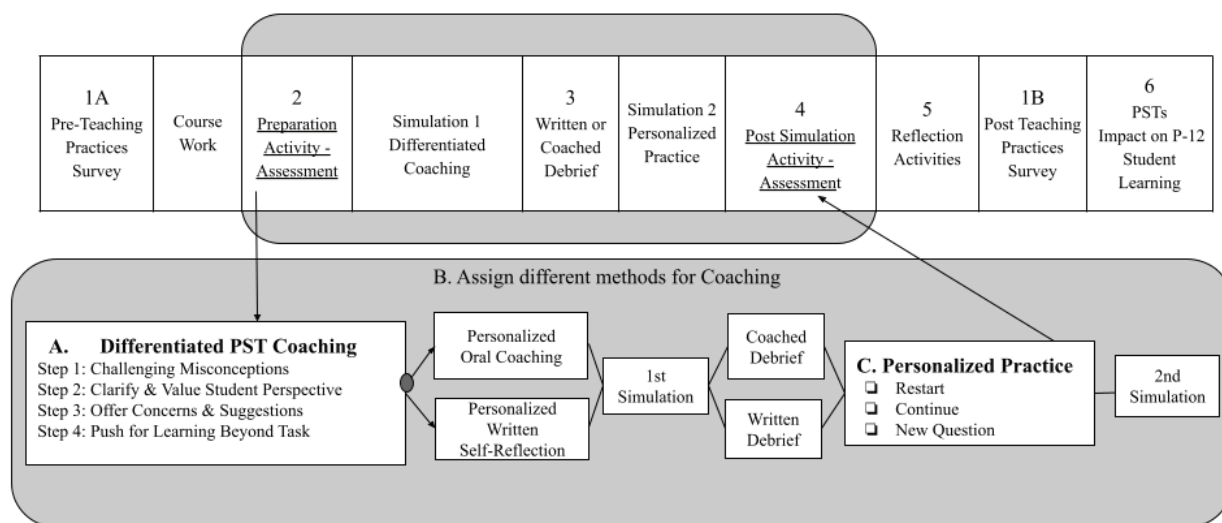 1A
Pre-Teaching
Practices
Survey
Course
Work
2
Preparation
Activity -
Assessment
Simulation 1
Differentiated
Coaching
3
Written or
Coached
Debrief
Simulation 2
Personalized
Practice
4
Post Simulation
Activity -
Assessment
5
Reflection
Activities
1B
Post Teaching
Practices
Survey
6
PSTs
Impact on P-12
Student
Learning
B. Assign different methods for Coaching
A. Differentiated PST Coaching
Step 1: Challenging Misconceptions
Step 2: Clarify & Value Student Perspective
Step 3: Offer Concerns & Suggestions
Step 4: Push for Learning Beyond Task
Personalized
Oral Coaching
Personalized
Written
Self-Reflection
1st
Simulation
Coached
Debrief
Written
Debrief
C. Personalized Practice
❏ Restart
❏ Continue
❏ New Question
2nd
Simulation